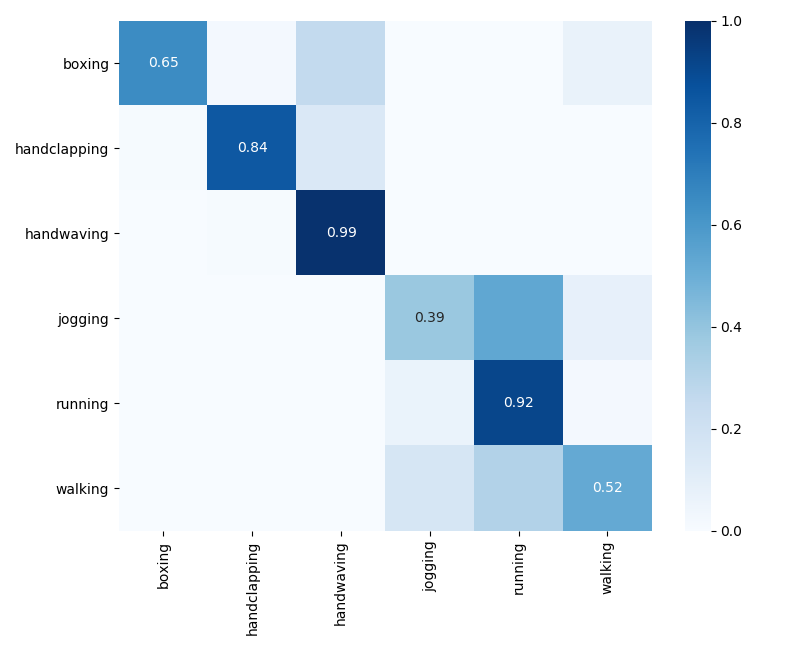 boxing
handclapping
handwaving
jogging
running
walking
0.65
0.84
0.99
0.39
0.92
0.52
boxing
handclapping
handwaving
jogging
running
walking
1.0
0.8
0.6
0.4
0.2
0.0